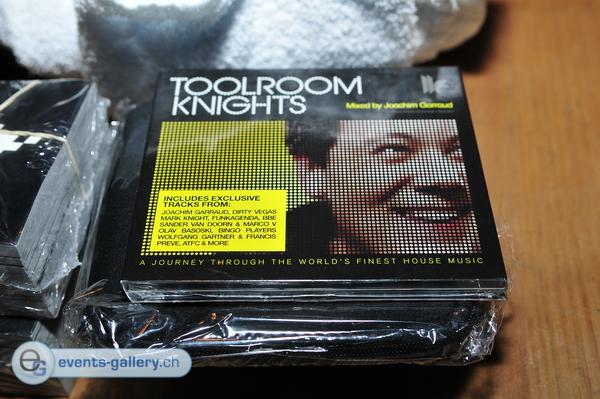 TOOLROOM
KNIGHTS
Mixed by Joachim Garraud
INCLUDES EXCLUSIVE
TRACKS FROM:
JOACHIM GARRAUD, DIRTY VEGAS
MARK KNIGHT, FUNKAGENDA, BBE
SANDER VAN DOORN & MARCO V
OLAV BASOSKI, BINGO PLAYERS
WOLFGANG GARTNER & FRANCIS
PREVE, ATFC & MORE
A JOURNEY THROUGH THE WORLD'S FINEST HOUSE MUSIC
events-gallery.ch